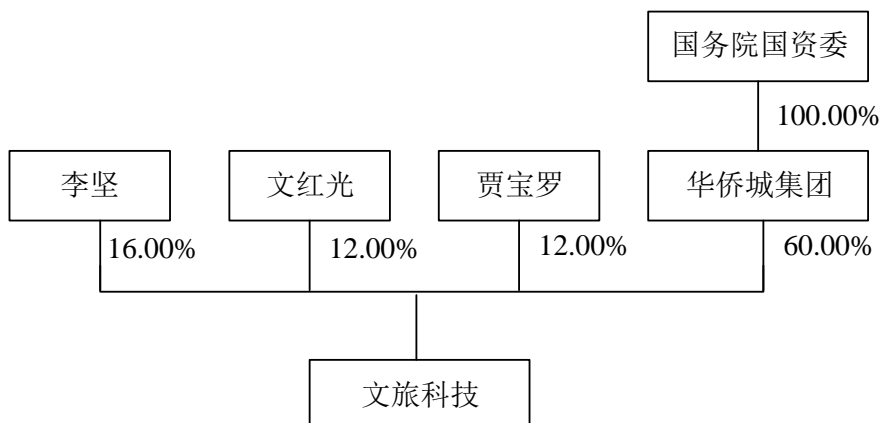 国务院国资委
100.00%
李坚
文红光
贾宝罗
华侨城集团
16.00%
12.00%
12.00%
60.00%
文旅科技